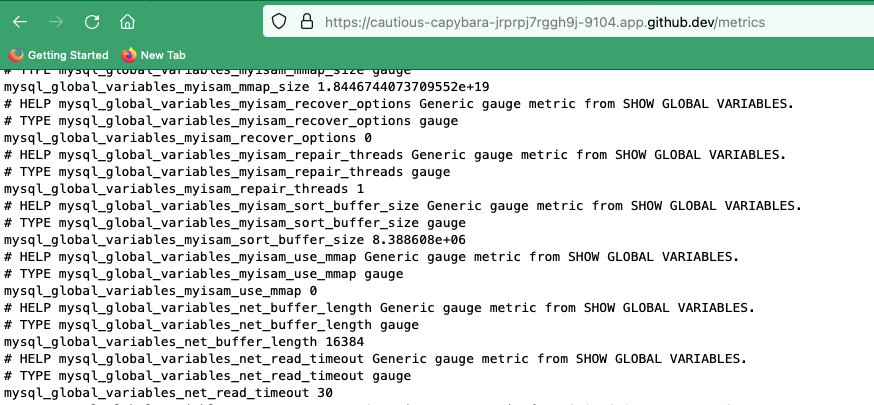 https://cautious-capybara-jrprpj7rggh9j-9104.app.github.dev/metrics
Getting Started New Tab
# TYPE mysql_global_variables_myisam_mmap_size gauge
mysql_global_variables_myisam_mmap_size 1.8446744073709552e+19
# HELP mysql_global_variables_myisam_recover_options Generic gauge metric from SHOW GLOBAL VARIABLES.
# TYPE mysql_global_variables_myisam_recover_options gauge
mysql_global_variables_myisam_recover_options 0
# HELP mysql_global_variables_myisam_repair_threads Generic gauge metric from SHOW GLOBAL VARIABLES.
# TYPE mysql_global_variables_myisam_repair_threads gauge
mysql_global_variables_myisam_repair_threads 1
# HELP mysql_global_variables_myisam_sort_buffer_size Generic gauge metric from SHOW GLOBAL VARIABLES.
# TYPE mysql_global_variables_myisam_sort_buffer_size gauge
mysql_global_variables_myisam_sort_buffer_size 8.388608e+06
# HELP mysql_global_variables_myisam_use_mmap Generic gauge metric from SHOW GLOBAL VARIABLES.
# TYPE mysql_global_variables_myisam_use_mmap gauge
mysql_global_variables_myisam_use_mmap 0
# HELP mysql_global_variables_net_buffer_length Generic gauge metric from SHOW GLOBAL VARIABLES.
# TYPE mysql_global_variables_net_buffer_length gauge
mysql_global_variables_net_buffer_length 16384
# HELP mysql_global_variables_net_read_timeout Generic gauge metric from SHOW GLOBAL VARIABLES.
# TYPE mysql_global_variables_net_read_timeout gauge
mysql_global_variables_net_read_timeout 30